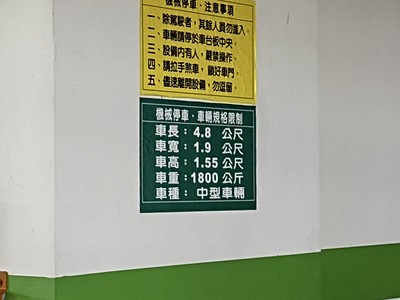 機械停車．注意事項
一、除駕駛者，其餘人員勿進入。
二、車輛請停於車台板中央。
三、設備內有人，嚴禁操作。
四、請拉手煞車，鎖好車門。
五、儘速離開設備，勿逗留。
機械停車．車輛規格限制
車長：4.8 公尺
車寬：1.9 公尺
車高：1.55 公尺
車重：1800 公斤
車種：中型車輛